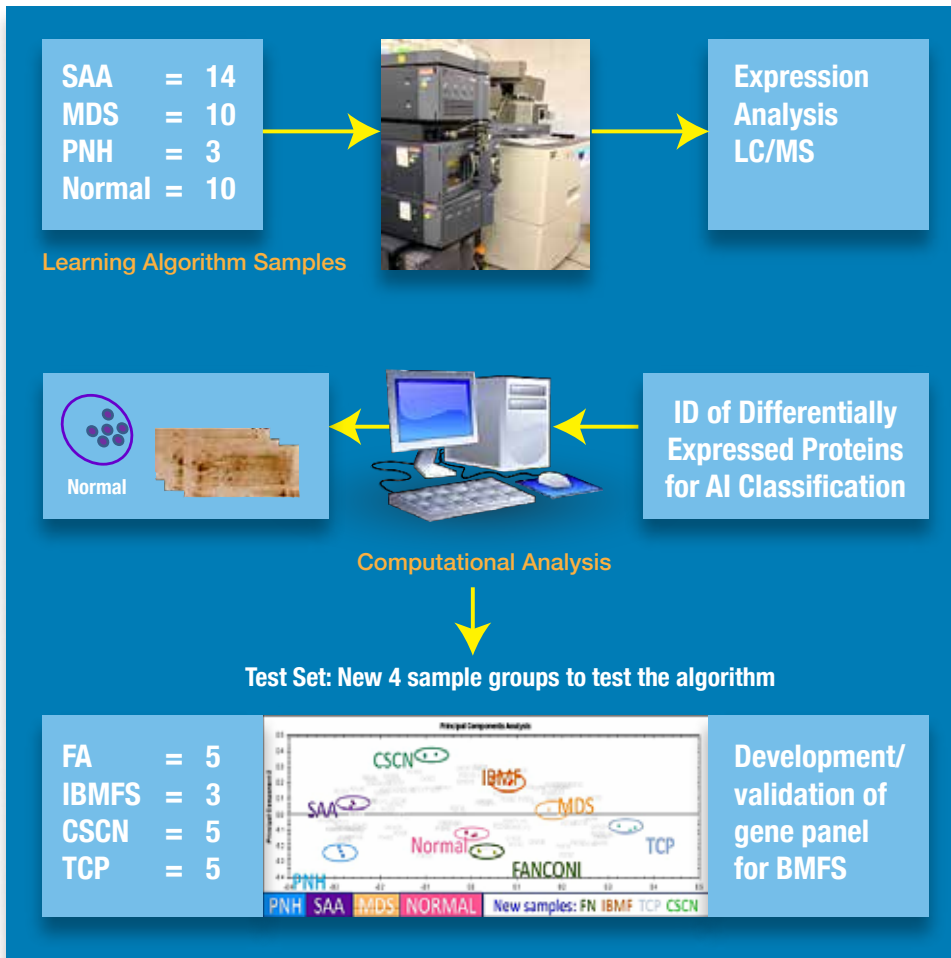 SAA = 14
MDS = 10
PNH = 3
Normal = 10
Learning Algorithm Samples
Expression
Analysis
LC/MS
Normal
ID of Differentially
Expressed Proteins
for AI Classification
Computational Analysis
Test Set: New 4 sample groups to test the algorithm
FA = 5
IBMFS = 3
CSCN = 5
TCP = 5
Principal Components Analysis
CSCN
IBMF
SAA
MDS
Normal
TCP
FANCONI
PNH
PNH SAA MDS NORMAL New samples: FN IBMF TCP CSCN
Development/
validation of
gene panel
for BMFS